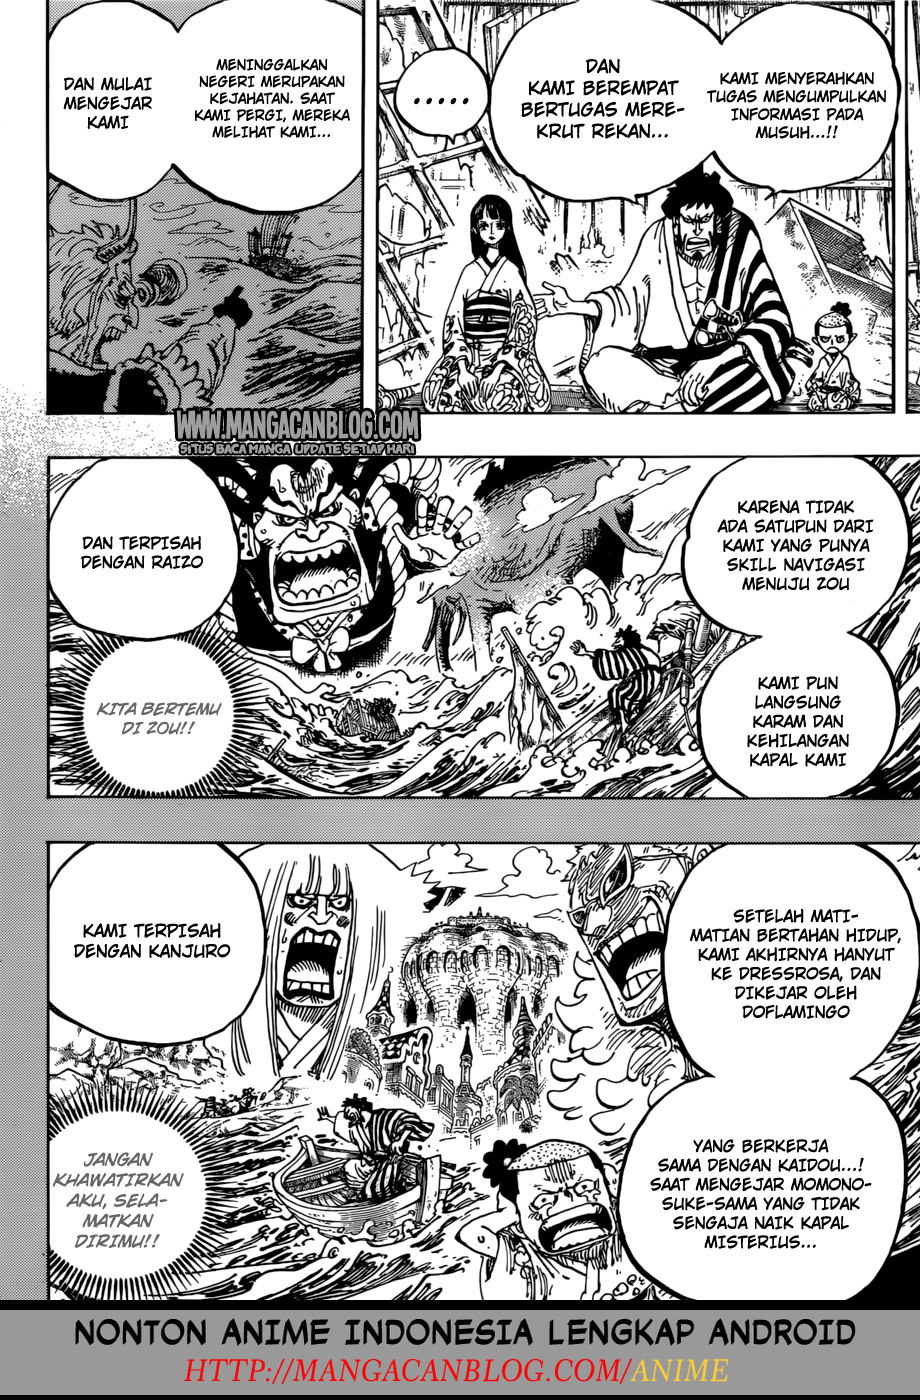 KAMI MENYERAHKAN
TUGAS MENGUMPULKAN
INFORMASI PADA
MUSUH...!!
DAN
KAMI BEREMPAT
BERTUGAS MERE-
KRUT REKAN...
.....
MENINGGALKAN
NEGERI MERUPAKAN
KEJAHATAN. SAAT
KAMI PERGI, MEREKA
MELIHAT KAMI...
DAN MULAI
MENGEJAR
KAMI
WWW.MANGACANBLOG.COM
SITUS BACA MANGA UPDATE SETIAP HARI
KARENA TIDAK
ADA SATUPUN DARI
KAMI YANG PUNYA
SKILL NAVIGASI
MENUJU ZOU
KAMI PUN
LANGSUNG
KARAM DAN
KEHILANGAN
KAPAL KAMI
DAN TERPISAH
DENGAN RAIZO
KITA BERTEMU
DI ZOU!!
SETELAH MATI-
MATIAN BERTAHAN HIDUP,
KAMI AKHIRNYA HANYUT
KE DRESSROSA, DAN
DIKEJAR OLEH
DOFLAMINGO
YANG BERKERJA
SAMA DENGAN KAIDOU...!
SAAT MENGEJAR MOMONO-
SUKE-SAMA YANG TIDAK
SENGAJA NAIK KAPAL
MISTERIUS...
KAMI TERPISAH
DENGAN KANJURO
JANGAN
KHAWATIRKAN
AKU, SELA-
MATKAN
DIRIMU!!
NONTON ANIME INDONESIA LENGKAP ANDROID
HTTP://MANGACANBLOG.COM/ANIME